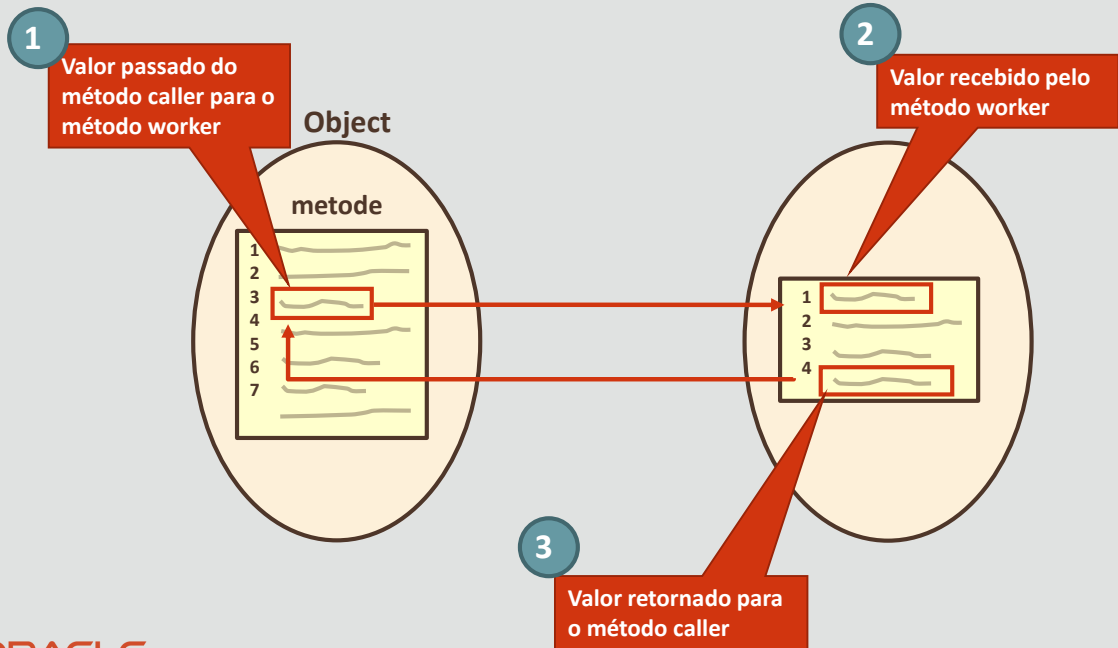 1
Valor passado do
método caller para o
método worker
2
Valor recebido pelo
método worker
Object
metode
1
2
3
4
5
6
7
1
2
3
4
3
Valor retornado para
o método caller